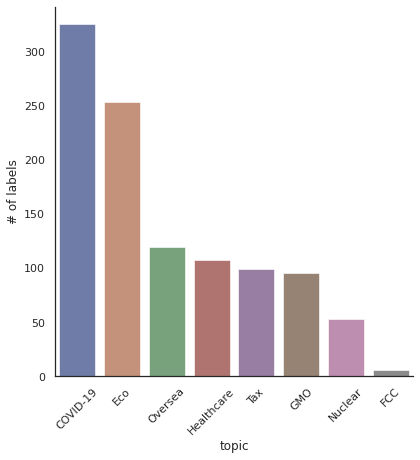 # of labels
300
250
200
150
100
50
0
COVID-19
Eco
Oversea
Healthcare
Tax
GMO
Nuclear
FCC
topic